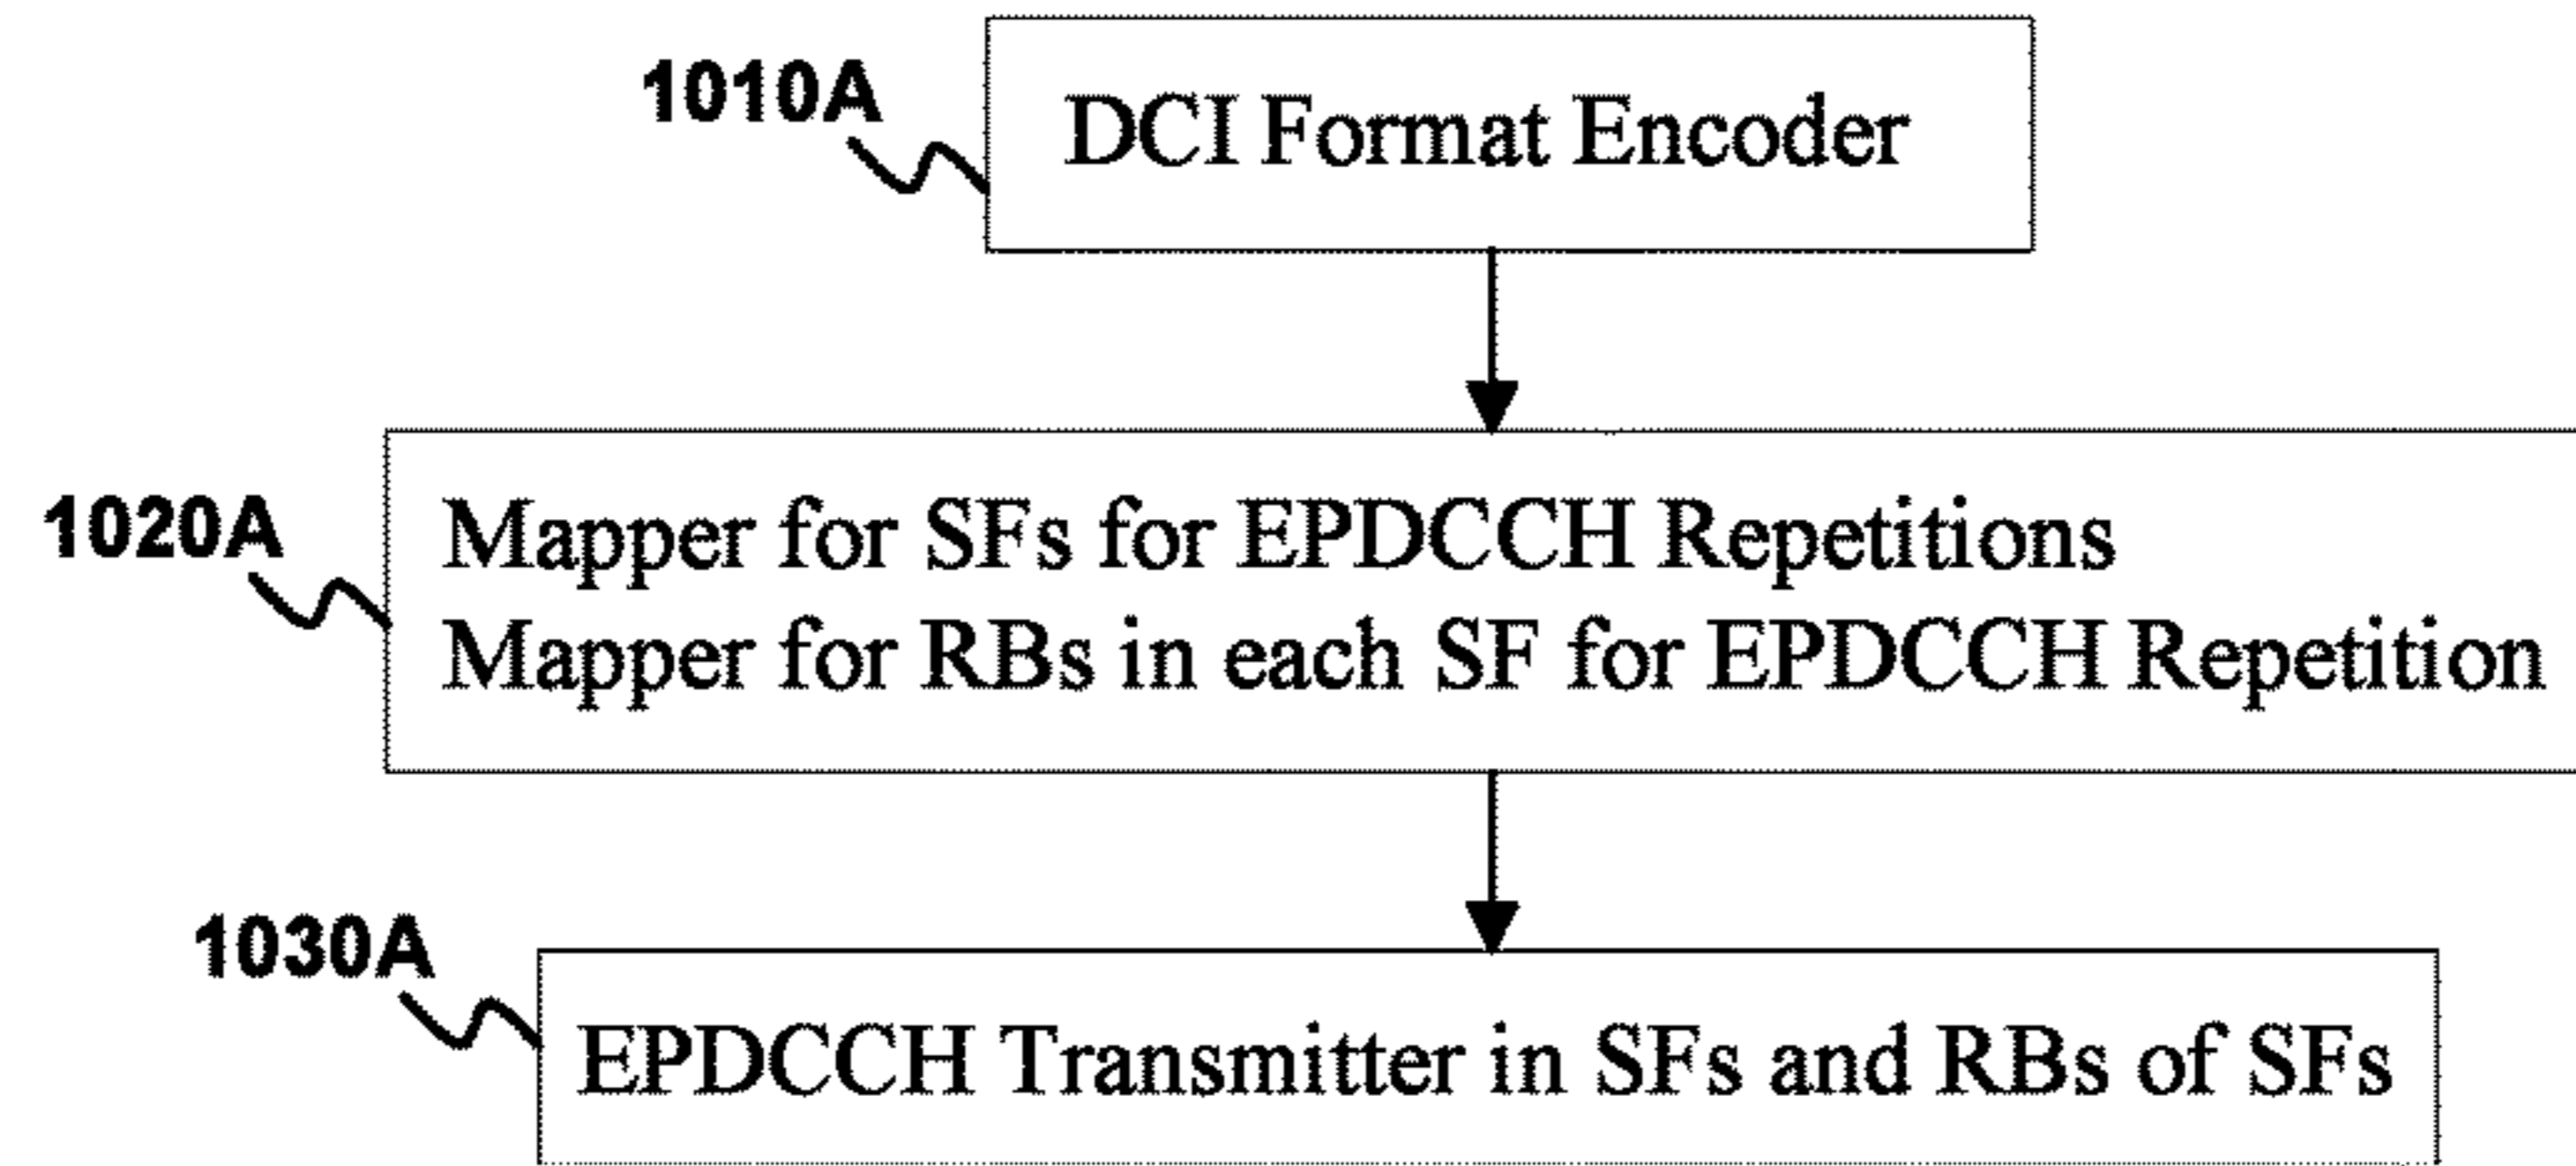 1010A
DCI Format Encoder
1020A
Mapper for SFs for EPDCCH Repetitions
Mapper for RBs in each SF for EPDCCH Repetition
1030A
EPDCCH Transmitter in SFs and RBs of SFs